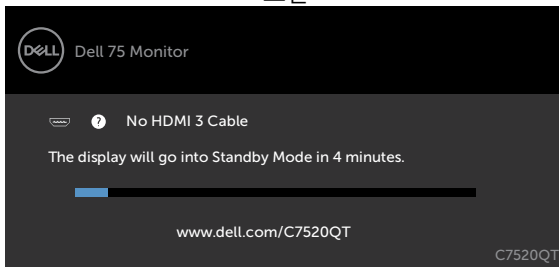 DELL
Dell 75 Monitor
? No HDMI 3 Cable
The display will go into Standby Mode in 4 minutes.
www.dell.com/C7520QT
C7520QT